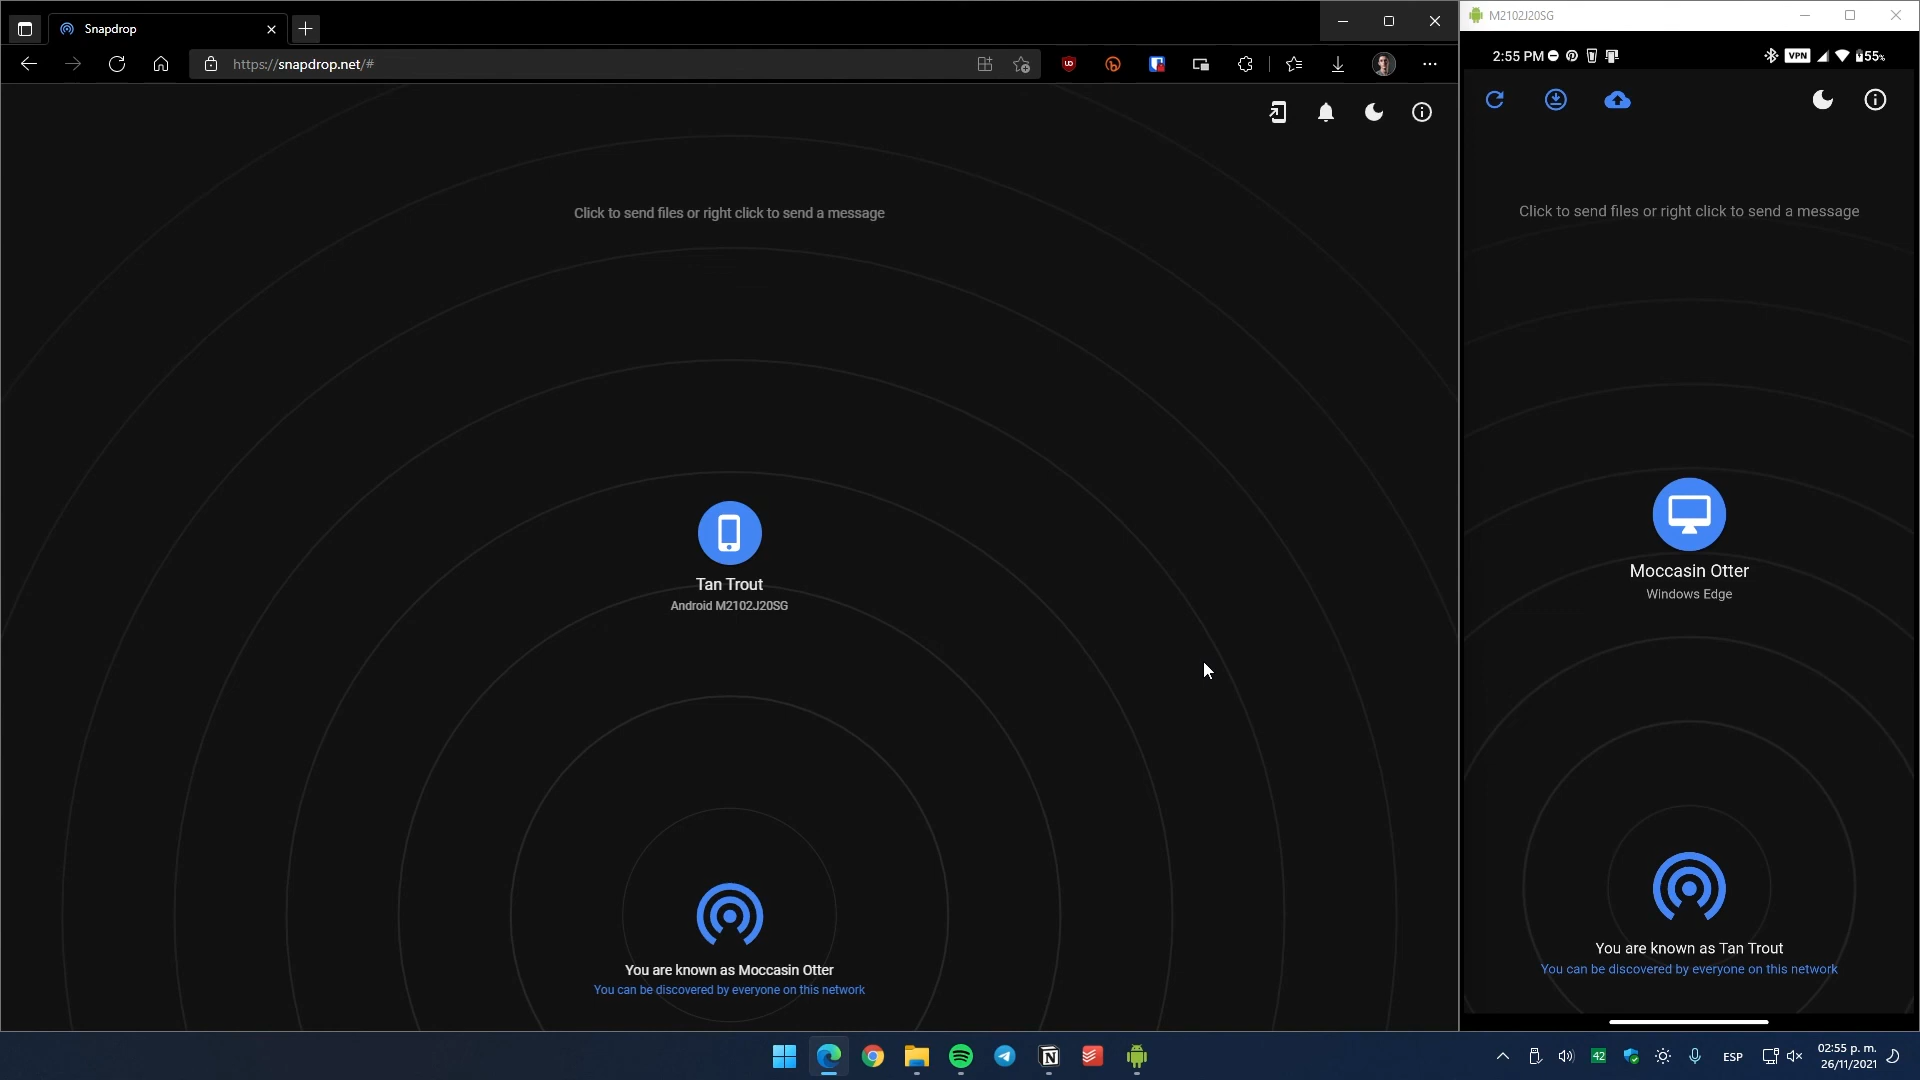 Snapdrop
https://snapdrop.net/#
Click to send files or right click to send a message
Tan Trout
Android M2102J20SG
You are known as Moccasin Otter
You can be discovered by everyone on this network
M2102J20SG
2:55 PM
VPN
55%
Click to send files or right click to send a message
Moccasin Otter
Windows Edge
You are known as Tan Trout
You can be discovered by everyone on this network
42
ESP
02:55 p. m.
26/11/2021